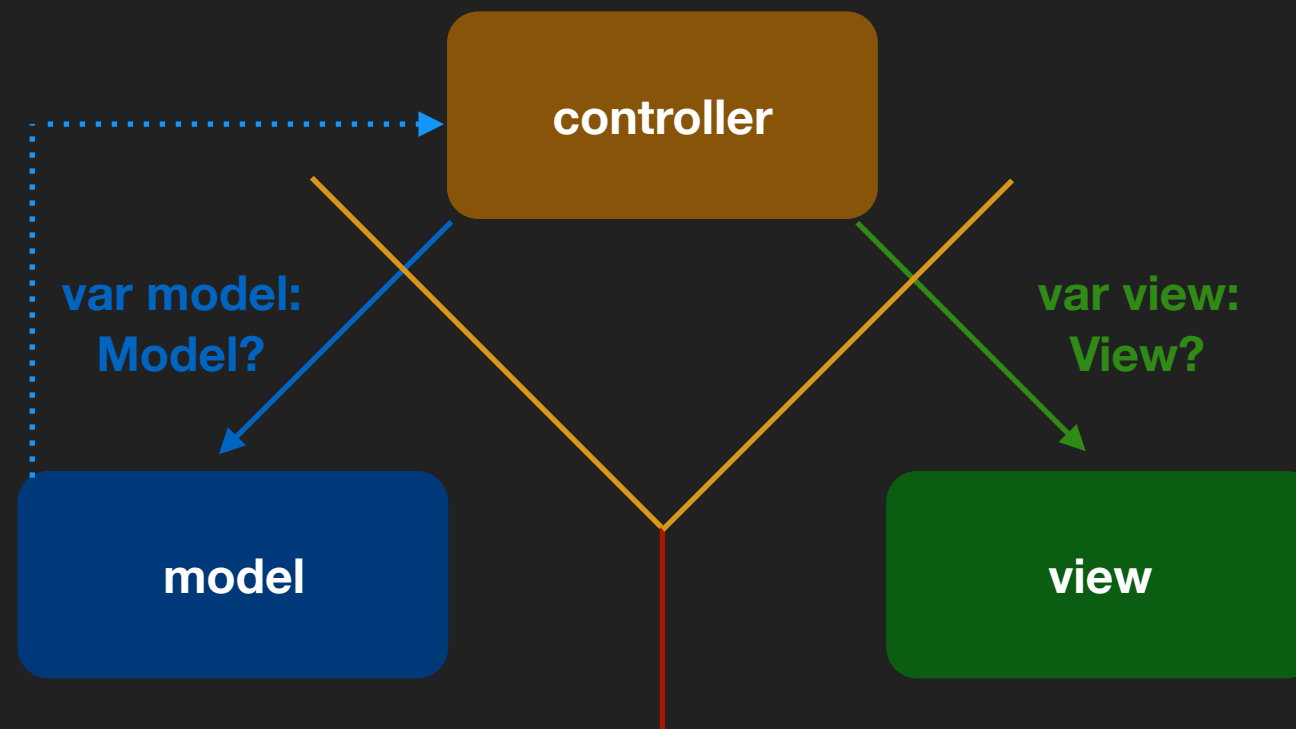 controller
var model:
Model?
var view:
View?
model
view